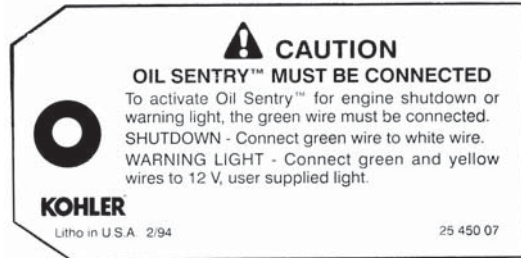 CAUTION
OIL SENTRY™ MUST BE CONNECTED
To activate Oil Sentry™ for engine shutdown or
warning light, the green wire must be connected.
SHUTDOWN - Connect green wire to white wire.
WARNING LIGHT - Connect green and yellow
wires to 12 V, user supplied light.
KOHLER
Litho in U.S.A. 2/94
25 450 07